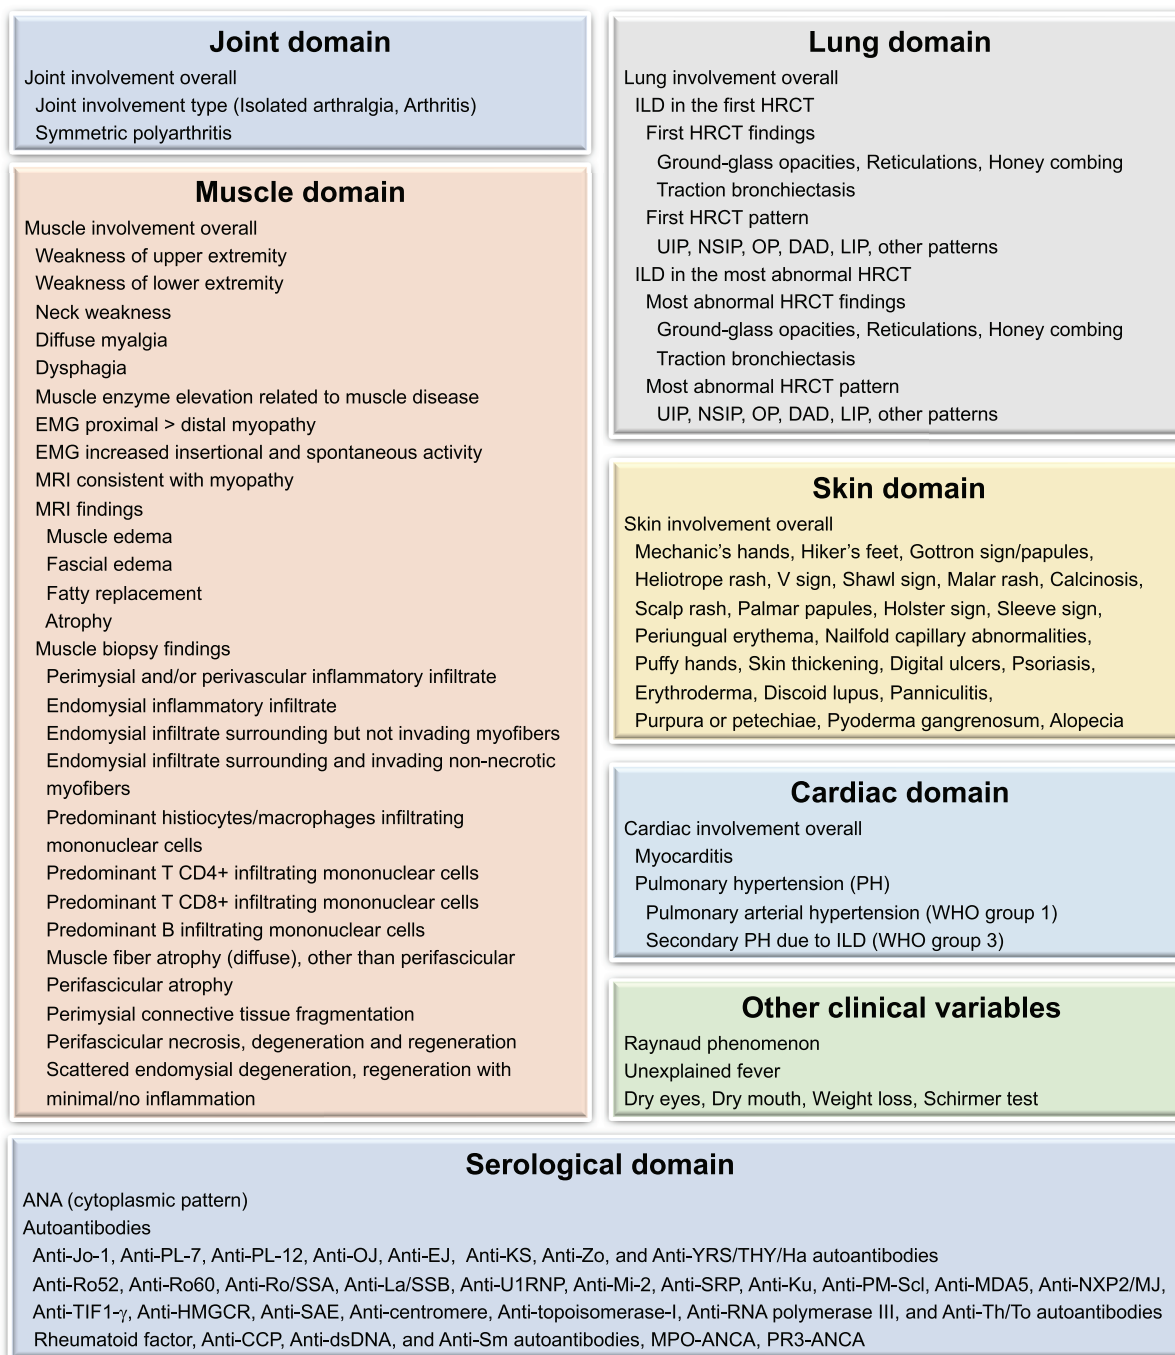 Joint domain
Joint involvement overall
Joint involvement type (Isolated arthralgia, Arthritis)
Symmetric polyarthritis
Muscle domain
Muscle involvement overall
Weakness of upper extremity
Weakness of lower extremity
Neck weakness
Diffuse myalgia
Dysphagia
Muscle enzyme elevation related to muscle disease
EMG proximal > distal myopathy
EMG increased insertional and spontaneous activity
MRI consistent with myopathy
MRI findings
Muscle edema
Fascial edema
Fatty replacement
Atrophy
Muscle biopsy findings
Perimysial and/or perivascular inflammatory infiltrate
Endomysial inflammatory infiltrate
Endomysial infiltrate surrounding but not invading myofibers
Endomysial infiltrate surrounding and invading non-necrotic
myofibers
Predominant histiocytes/macrophages infiltrating
mononuclear cells
Predominant T CD4+ infiltrating mononuclear cells
Predominant T CD8+ infiltrating mononuclear cells
Predominant B infiltrating mononuclear cells
Muscle fiber atrophy (diffuse), other than perifascicular
Perifascicular atrophy
Perimysial connective tissue fragmentation
Perifascicular necrosis, degeneration and regeneration
Scattered endomysial degeneration, regeneration with
minimal/no inflammation
Lung domain
Lung involvement overall
ILD in the first HRCT
First HRCT findings
Ground-glass opacities, Reticulations, Honey combing
Traction bronchiectasis
First HRCT pattern
UIP, NSIP, OP, DAD, LIP, other patterns
ILD in the most abnormal HRCT
Most abnormal HRCT findings
Ground-glass opacities, Reticulations, Honey combing
Traction bronchiectasis
Most abnormal HRCT pattern
UIP, NSIP, OP, DAD, LIP, other patterns
Skin domain
Skin involvement overall
Mechanic's hands, Hiker's feet, Gottron sign/papules,
Heliotrope rash, V sign, Shawl sign, Malar rash, Calcinosis,
Scalp rash, Palmar papules, Holster sign, Sleeve sign,
Periungual erythema, Nailfold capillary abnormalities,
Puffy hands, Skin thickening, Digital ulcers, Psoriasis,
Erythroderma, Discoid lupus, Panniculitis,
Purpura or petechiae, Pyoderma gangrenosum, Alopecia
Cardiac domain
Cardiac involvement overall
Myocarditis
Pulmonary hypertension (PH)
Pulmonary arterial hypertension (WHO group 1)
Secondary PH due to ILD (WHO group 3)
Other clinical variables
Raynaud phenomenon
Unexplained fever
Dry eyes, Dry mouth, Weight loss, Schirmer test
Serological domain
ANA (cytoplasmic pattern)
Autoantibodies
Anti-Jo-1, Anti-PL-7, Anti-PL-12, Anti-OJ, Anti-EJ, Anti-KS, Anti-Zo, and Anti-YRS/THY/Ha autoantibodies
Anti-Ro52, Anti-Ro60, Anti-Ro/SSA, Anti-La/SSB, Anti-U1RNP, Anti-Mi-2, Anti-SRP, Anti-Ku, Anti-PM-Scl, Anti-MDA5, Anti-NXP2/MJ,
Anti-TIF1-γ, Anti-HMGCR, Anti-SAE, Anti-centromere, Anti-topoisomerase-I, Anti-RNA polymerase III, and Anti-Th/To autoantibodies
Rheumatoid factor, Anti-CCP, Anti-dsDNA, and Anti-Sm autoantibodies, MPO-ANCA, PR3-ANCA